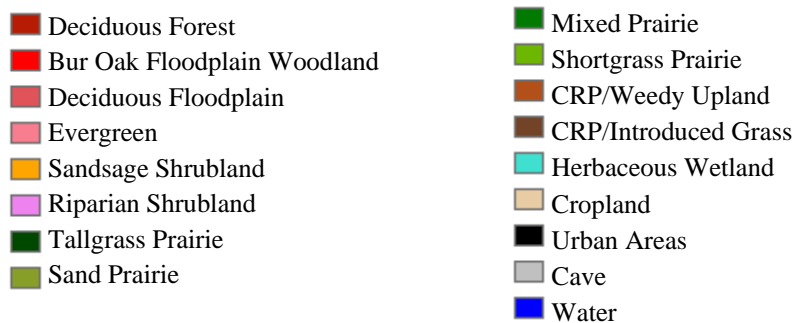 Deciduous Forest
Bur Oak Floodplain Woodland
Deciduous Floodplain
Evergreen
Sandsage Shrubland
Riparian Shrubland
Tallgrass Prairie
Sand Prairie
Mixed Prairie
Shortgrass Prairie
CRP/Weedy Upland
CRP/Introduced Grass
Herbaceous Wetland
Cropland
Urban Areas
Cave
Water